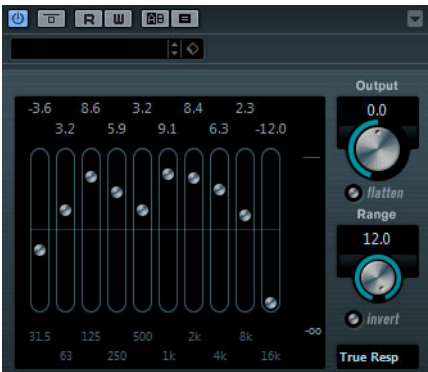 R W AB
Output
-3.6 8.6 3.2 8.4 2.3
0.0
3.2 5.9 9.1 6.3 -12.0
flatten
Range
12.0
invert
31.5 125 500 2k 8k
-∞
63 250 1k 4k 16k
True Resp